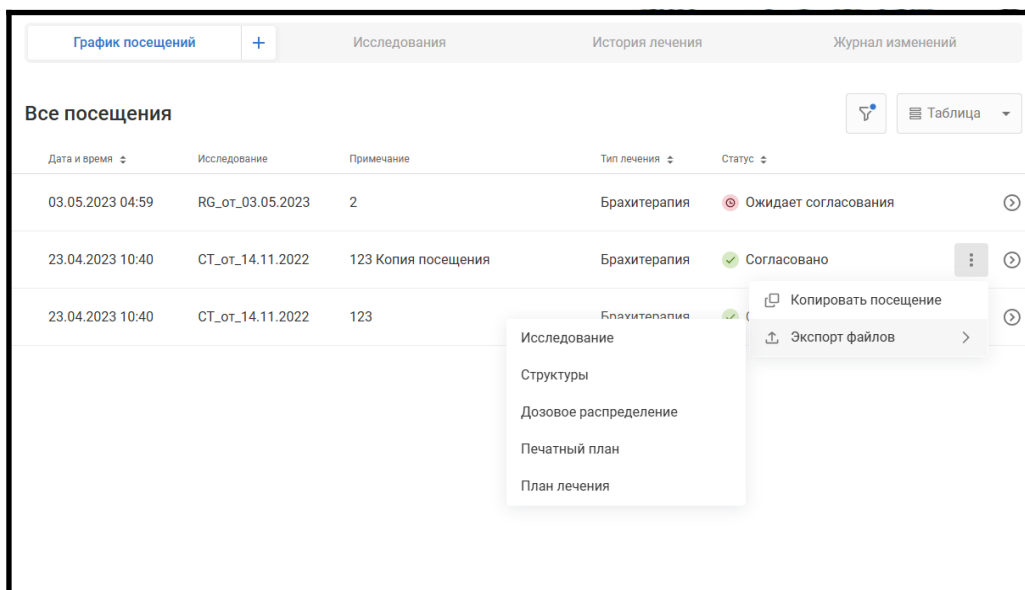 График посещений + Исследования История лечения Журнал изменений
Все посещения Таблица
Дата и время Исследование Примечание Тип лечения Статус
03.05.2023 04:59 RG_от_03.05.2023 2 Брахитерапия Ожидает согласования
23.04.2023 10:40 CT_от_14.11.2022 123 Копия посещения Брахитерапия Согласовано
Копировать посещение
23.04.2023 10:40 CT_от_14.11.2022 123 Брахитерапия
Экспорт файлов
Исследование
Структуры
Дозовое распределение
Печатный план
План лечения